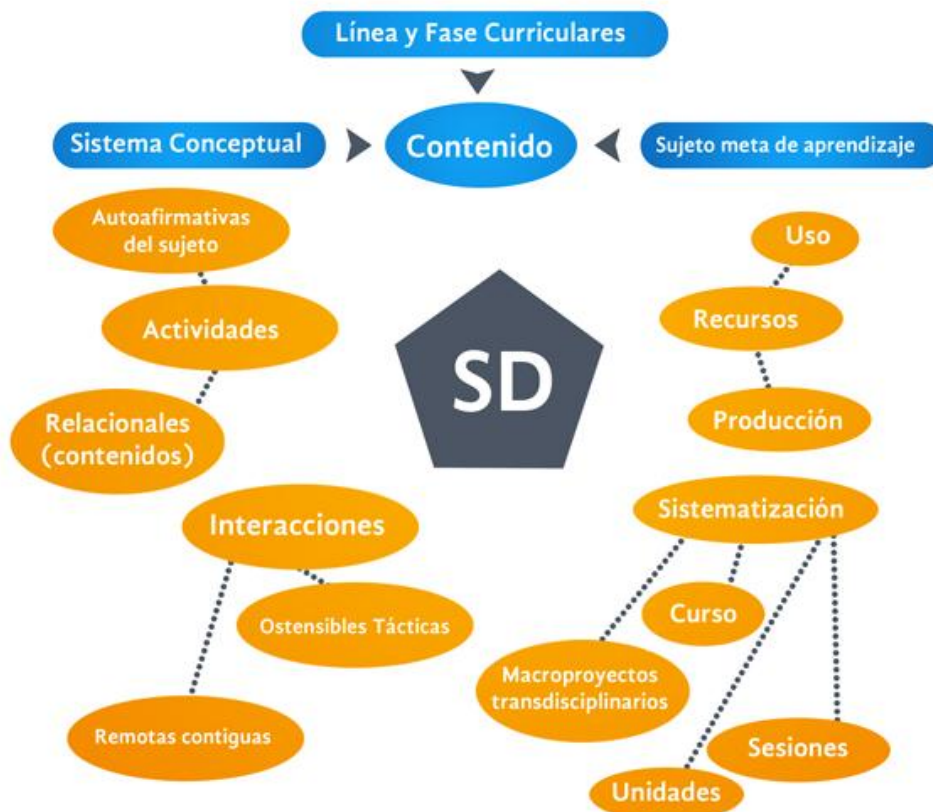 Línea y Fase Curriculares
Sistema Conceptual
Contenido
Sujeto meta de aprendizaje
Autoafirmativas
del sujeto
Actividades
Relacionales
(contenidos)
SD
Uso
Recursos
Producción
Interacciones
Ostensibles Tácticas
Remotas contiguas
Sistematización
Curso
Macroproyectos
transdisciplinarios
Sesiones
Unidades